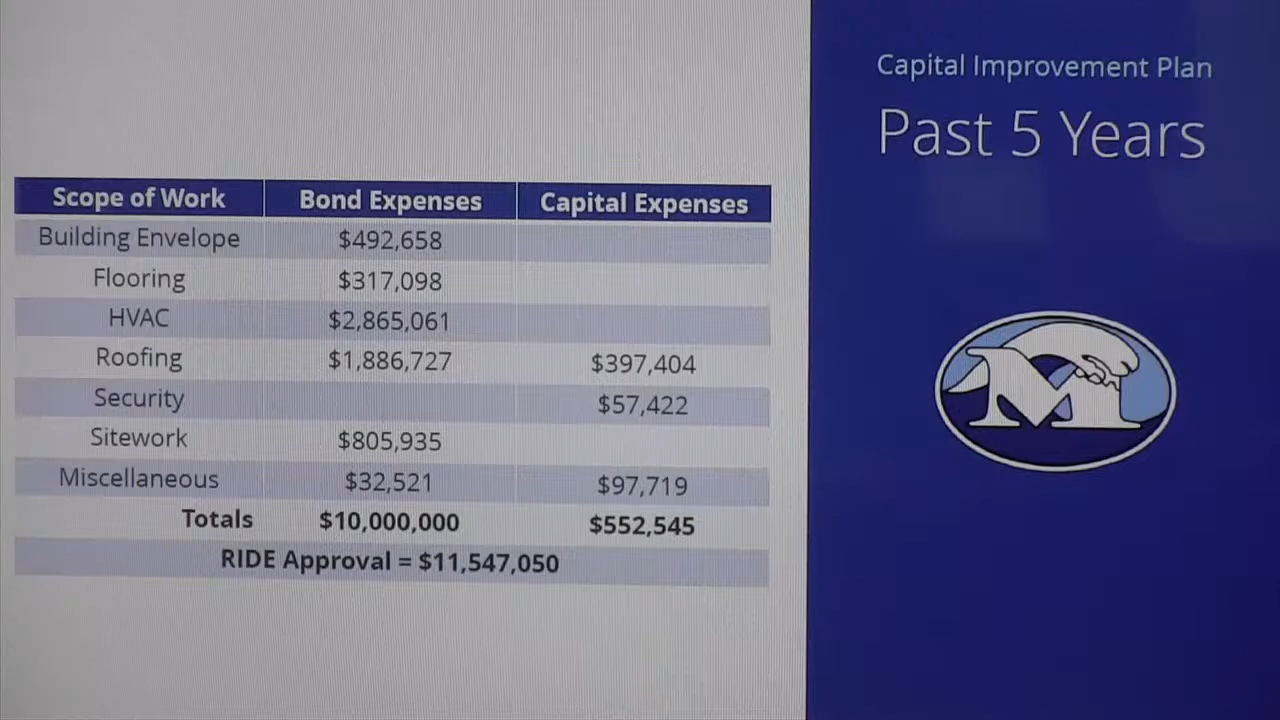 Capital Improvement Plan
Past 5 Years
Scope of Work Bond Expenses Capital Expenses
Building Envelope $492,658
Flooring $317,098
HVAC $2,865,061
Roofing $1,886,727 $397,404
Security $57,422
Sitework $805,935
Miscellaneous $32,521 $97,719
Totals $10,000,000 $552,545
RIDE Approval = $11,547,050
M